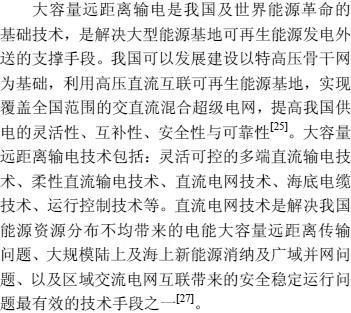 大容量远距离输电是我国及世界能源革命的
基础技术，是解决大型能源基地可再生能源发电外
送的支撑手段。我国可以发展建设以特高压骨干网
为基础，利用高压直流互联可再生能源基地，实现
覆盖全国范围的交直流混合超级电网，提高我国供
电的灵活性、互补性、安全性与可靠性[25]。大容量
远距离输电技术包括：灵活可控的多端直流输电技
术、柔性直流输电技术、直流电网技术、海底电缆
技术、运行控制技术等。直流电网技术是解决我国
能源资源分布不均带来的电能大容量远距离传输
问题、大规模陆上及海上新能源消纳及广域并网问
题、以及区域交流电网互联带来的安全稳定运行问
题最有效的技术手段之一[27]。